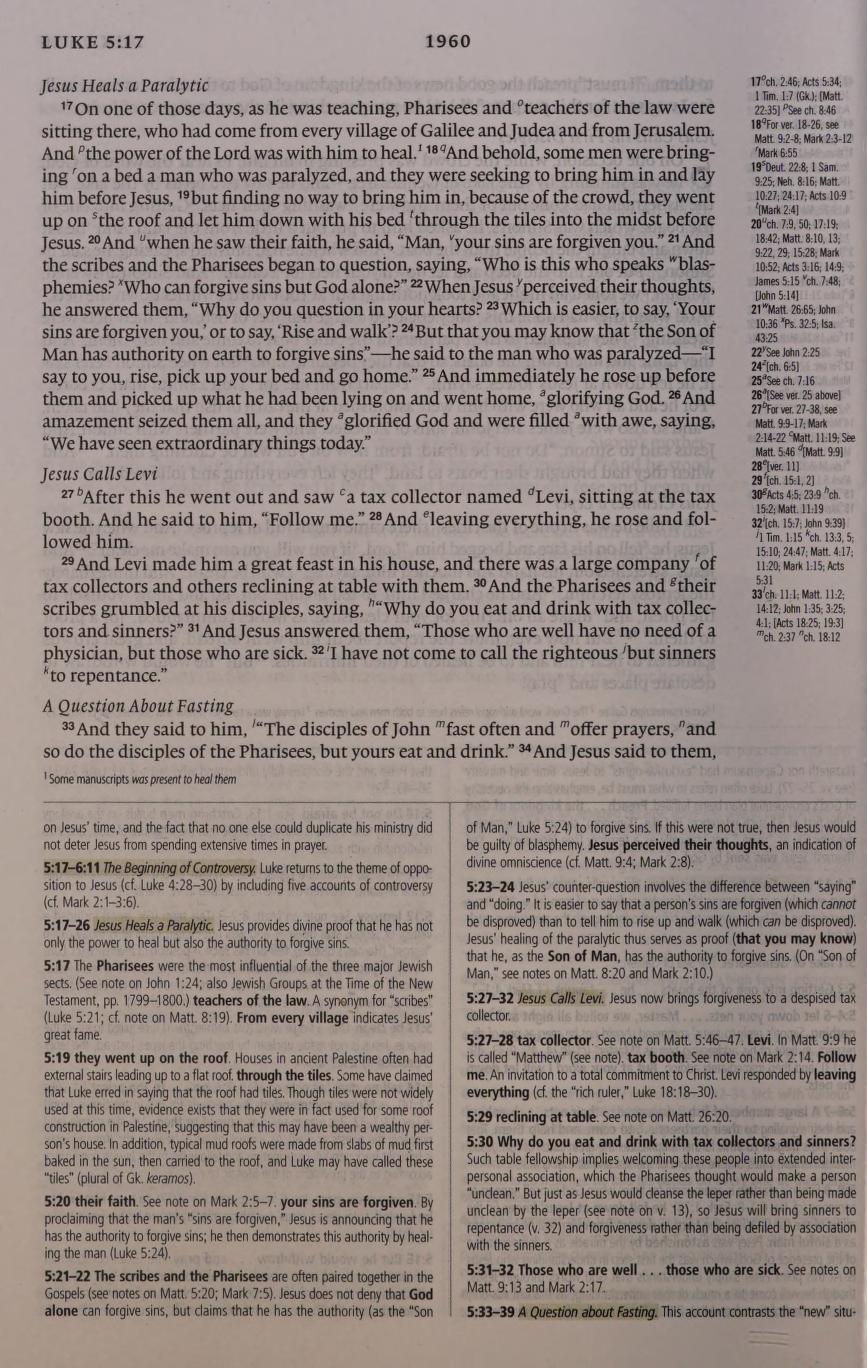 LUKE 5:17
1960
Jesus Heals a Paralytic
17 On one of those days, as he was teaching, Pharisees and oteachers of the law were
sitting there, who had come from every village of Galilee and Judea and from Jerusalem.
And pthe power of the Lord was with him to heal.1 18 qAnd behold, some men were bring-
ing ron a bed a man who was paralyzed, and they were seeking to bring him in and lay
him before Jesus, 19 but finding no way to bring him in, because of the crowd, they went
up on sthe roof and let him down with his bed tthrough the tiles into the midst before
Jesus. 20 And uwhen he saw their faith, he said, “Man, vyour sins are forgiven you.” 21 And
the scribes and the Pharisees began to question, saying, “Who is this who speaks wblas-
phemies? xWho can forgive sins but God alone?” 22 When Jesus yperceived their thoughts,
he answered them, “Why do you question in your hearts? 23 Which is easier, to say, ‘Your
sins are forgiven you,’ or to say, ‘Rise and walk’? 24 But that you may know that zthe Son of
Man has authority on earth to forgive sins”—he said to the man who was paralyzed—“I
say to you, rise, pick up your bed and go home.” 25 And immediately he rose up before
them and picked up what he had been lying on and went home, aglorifying God. 26 And
amazement seized them all, and they aglorified God and were filled awith awe, saying,
“We have seen extraordinary things today.”
Jesus Calls Levi
27 bAfter this he went out and saw ca tax collector named dLevi, sitting at the tax
booth. And he said to him, “Follow me.” 28 And eleaving everything, he rose and fol-
lowed him.
29 And Levi made him a great feast in his house, and there was a large company fof
tax collectors and others reclining at table with them. 30 And the Pharisees and gtheir
scribes grumbled at his disciples, saying, h“Why do you eat and drink with tax collec-
tors and sinners?” 31 And Jesus answered them, “Those who are well have no need of a
physician, but those who are sick. 32 iI have not come to call the righteous jbut sinners
kto repentance.”
A Question About Fasting
33 And they said to him, l“The disciples of John mfast often and moffer prayers, nand
so do the disciples of the Pharisees, but yours eat and drink.” 34 And Jesus said to them,
1 Some manuscripts was present to heal them
17 och. 2:46; Acts 5:34;
1 Tim. 1:7 (Gk.); [Matt.
22:35] pSee ch. 8:46
18 qFor ver. 18-26, see
Matt. 9:2-8; Mark 2:3-12
rMark 6:55
19 sDeut. 22:8; 1 Sam.
9:25; Neh. 8:16; Matt.
10:27; 24:17; Acts 10:9
t[Mark 2:4]
20 uch. 7:9, 50; 17:19;
18:42; Matt. 8:10, 13;
9:22, 29; 15:28; Mark
10:52; Acts 3:16; 14:9;
James 5:15 vch. 7:48;
[John 5:14]
21 wMatt. 26:65; John
10:36 xPs. 32:5; Isa.
43:25
22 ySee John 2:25
24 z[ch. 6:5]
25 aSee ch. 7:16
26 a[See ver. 25 above]
27 bFor ver. 27-38, see
Matt. 9:9-17; Mark
2:14-22 cMatt. 11:19; See
Matt. 5:46 d[Matt. 9:9]
28 e[ver. 11]
29 f[ch. 15:1, 2]
30 gActs 4:5; 23:9 hch.
15:2; Matt. 11:19
32 i[ch. 15:7; John 9:39]
j1 Tim. 1:15 kch. 13:3, 5;
15:10; 24:47; Matt. 4:17;
11:20; Mark 1:15; Acts
5:31
33 lch. 11:1; Matt. 11:2;
14:12; John 1:35; 3:25;
4:1; [Acts 18:25; 19:3]
mch. 2:37 nch. 18:12
on Jesus' time, and the fact that no one else could duplicate his ministry did
not deter Jesus from spending extensive times in prayer.
5:17–6:11 The Beginning of Controversy. Luke returns to the theme of oppo-
sition to Jesus (cf. Luke 4:28–30) by including five accounts of controversy
(cf. Mark 2:1–3:6).
5:17–26 Jesus Heals a Paralytic. Jesus provides divine proof that he has not
only the power to heal but also the authority to forgive sins.
5:17 The Pharisees were the most influential of the three major Jewish
sects. (See note on John 1:24; also Jewish Groups at the Time of the New
Testament, pp. 1799–1800.) teachers of the law. A synonym for “scribes”
(Luke 5:21; cf. note on Matt. 8:19). From every village indicates Jesus'
great fame.
5:19 they went up on the roof. Houses in ancient Palestine often had
external stairs leading up to a flat roof. through the tiles. Some have claimed
that Luke erred in saying that the roof had tiles. Though tiles were not widely
used at this time, evidence exists that they were in fact used for some roof
construction in Palestine, suggesting that this may have been a wealthy per-
son's house. In addition, typical mud roofs were made from slabs of mud first
baked in the sun, then carried to the roof, and Luke may have called these
“tiles” (plural of Gk. keramos).
5:20 their faith. See note on Mark 2:5–7. your sins are forgiven. By
proclaiming that the man's “sins are forgiven,” Jesus is announcing that he
has the authority to forgive sins; he then demonstrates this authority by heal-
ing the man (Luke 5:24).
5:21–22 The scribes and the Pharisees are often paired together in the
Gospels (see notes on Matt. 5:20; Mark 7:5). Jesus does not deny that God
alone can forgive sins, but claims that he has the authority (as the “Son
of Man,” Luke 5:24) to forgive sins. If this were not true, then Jesus would
be guilty of blasphemy. Jesus perceived their thoughts, an indication of
divine omniscience (cf. Matt. 9:4; Mark 2:8).
5:23–24 Jesus' counter-question involves the difference between “saying”
and “doing.” It is easier to say that a person's sins are forgiven (which cannot
be disproved) than to tell him to rise up and walk (which can be disproved).
Jesus' healing of the paralytic thus serves as proof (that you may know)
that he, as the Son of Man, has the authority to forgive sins. (On “Son of
Man,” see notes on Matt. 8:20 and Mark 2:10.)
5:27–32 Jesus Calls Levi. Jesus now brings forgiveness to a despised tax
collector.
5:27–28 tax collector. See note on Matt. 5:46–47. Levi. In Matt. 9:9 he
is called “Matthew” (see note). tax booth. See note on Mark 2:14. Follow
me. An invitation to a total commitment to Christ. Levi responded by leaving
everything (cf. the “rich ruler,” Luke 18:18–30).
5:29 reclining at table. See note on Matt. 26:20.
5:30 Why do you eat and drink with tax collectors and sinners?
Such table fellowship implies welcoming these people into extended inter-
personal association, which the Pharisees thought would make a person
“unclean.” But just as Jesus would cleanse the leper rather than being made
unclean by the leper (see note on v. 13), so Jesus will bring sinners to
repentance (v. 32) and forgiveness rather than being defiled by association
with the sinners.
5:31–32 Those who are well . . . those who are sick. See notes on
Matt. 9:13 and Mark 2:17.
5:33–39 A Question about Fasting. This account contrasts the “new” situ-